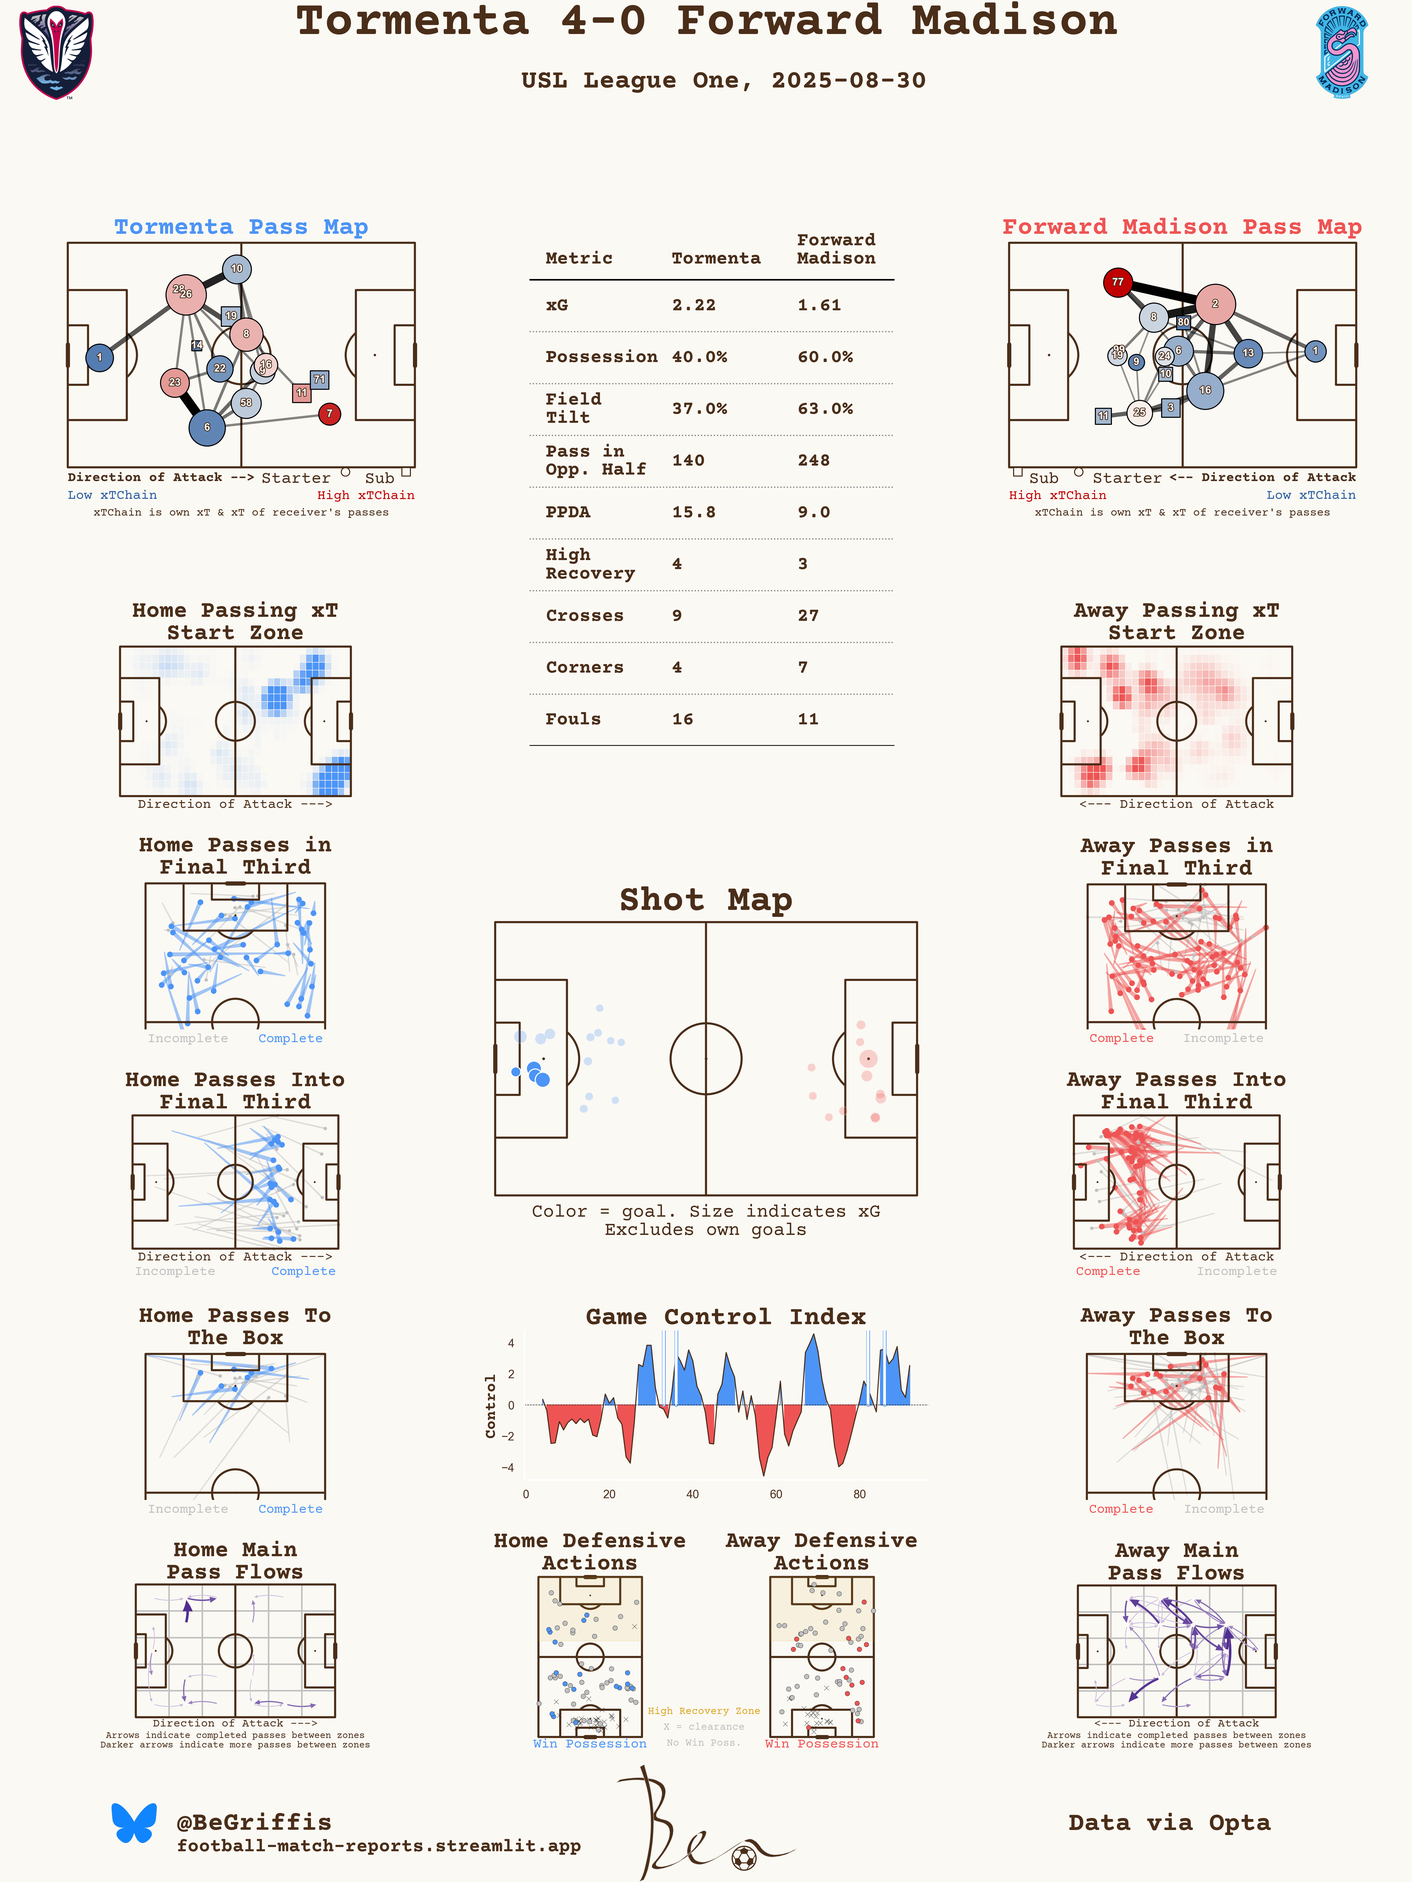 Tormenta 4-0 Forward Madison
USL League One, 2025-08-30
FORWARD
MADISON
TM
Tormenta Pass Map
10
28
26
19
8
14
1
22
16
9
23
71
11
58
7
6
Direction of Attack --> Starter Sub
Low xTChain High xTChain
xTChain is own xT & xT of receiver's passes
Metric Tormenta Forward Madison
xG 2.22 1.61
Possession 40.0% 60.0%
Field Tilt 37.0% 63.0%
Pass in Opp. Half 140 248
PPDA 15.8 9.0
High Recovery 4 3
Crosses 9 27
Corners 4 7
Fouls 16 11
Forward Madison Pass Map
77
2
8
80
19
9
24
6
13
1
10
16
11
25
3
Sub Starter <-- Direction of Attack
High xTChain Low xTChain
xTChain is own xT & xT of receiver's passes
Home Passing xT
Start Zone
Direction of Attack --->
Away Passing xT
Start Zone
<--- Direction of Attack
Home Passes in
Final Third
Incomplete Complete
Away Passes in
Final Third
Complete Incomplete
Shot Map
Color = goal. Size indicates xG
Excludes own goals
Home Passes Into
Final Third
Direction of Attack --->
Incomplete Complete
Away Passes Into
Final Third
<--- Direction of Attack
Complete Incomplete
Home Passes To
The Box
Incomplete Complete
Game Control Index
Control
4
2
0
−2
−4
0 20 40 60 80
Away Passes To
The Box
Complete Incomplete
Home Main
Pass Flows
Direction of Attack --->
Arrows indicate completed passes between zones
Darker arrows indicate more passes between zones
Home Defensive
Actions
Win Possession
Away Defensive
Actions
Win Possession
High Recovery Zone
X = clearance
No Win Poss.
Away Main
Pass Flows
<--- Direction of Attack
Arrows indicate completed passes between zones
Darker arrows indicate more passes between zones
@BeGriffis
football-match-reports.streamlit.app
Ben
Data via Opta